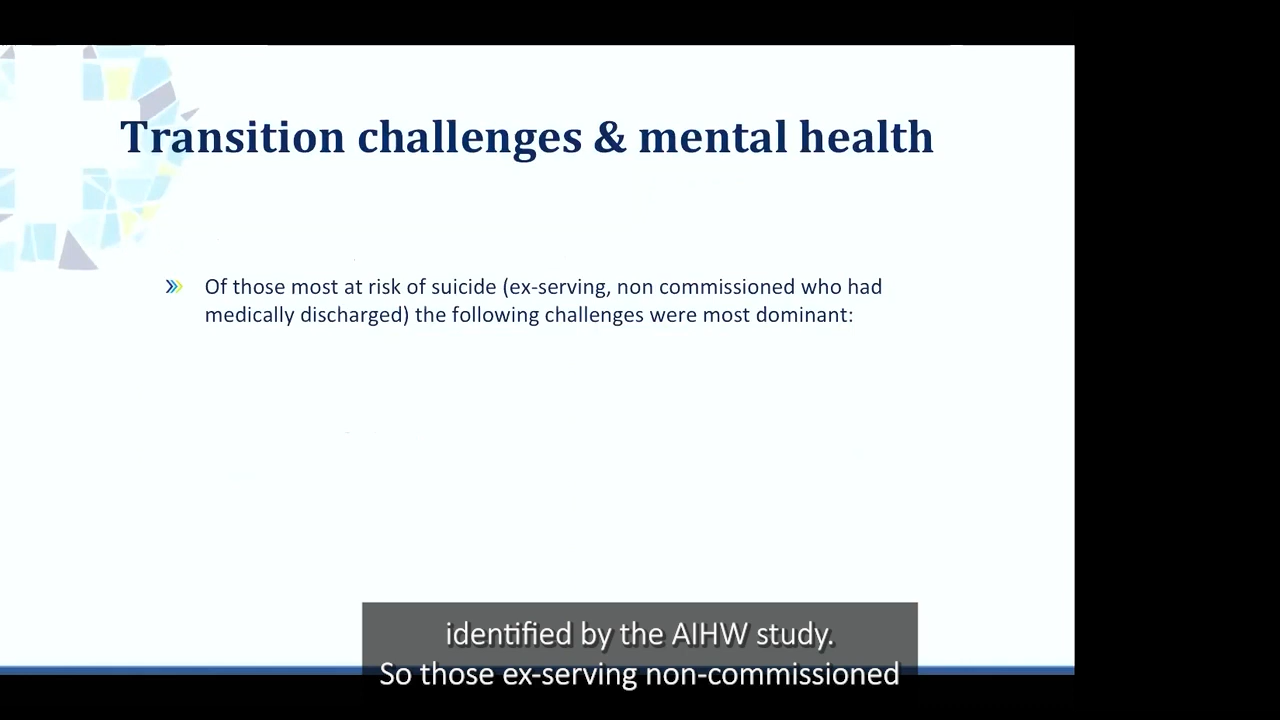 Transition challenges & mental health
Of those most at risk of suicide (ex-serving, non commissioned who had
medically discharged) the following challenges were most dominant:
identified by the AIHW study.
So those ex-serving non-commissioned